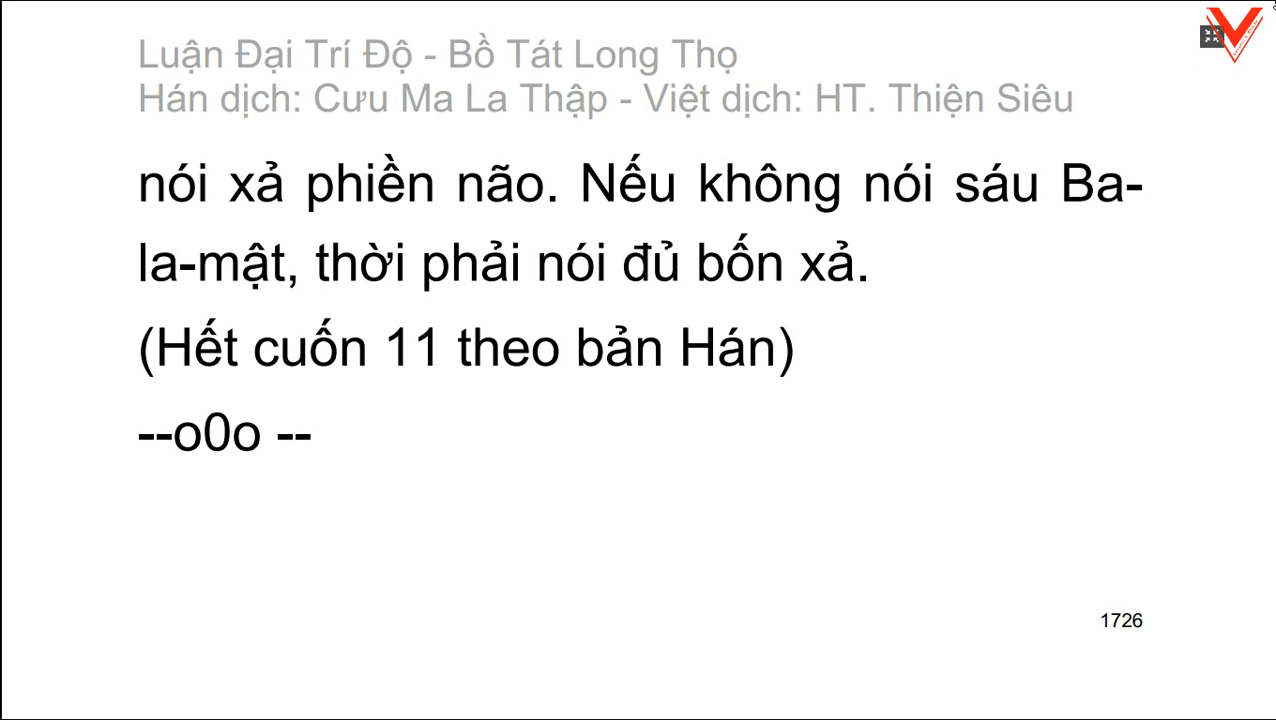 Luận Đại Trí Độ - Bồ Tát Long Thọ
Hán dịch: Cưu Ma La Thập - Việt dịch: HT. Thiện Siêu
nói xả phiền não. Nếu không nói sáu Ba-
la-mật, thời phải nói đủ bốn xả.
(Hết cuốn 11 theo bản Hán)
--o0o --
1726